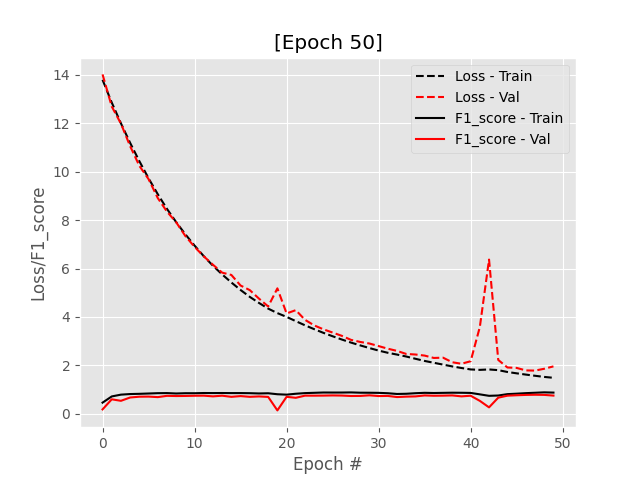 [Epoch 50]
Loss - Train
Loss - Val
F1_score - Train
F1_score - Val
Loss/F1_score
14
12
10
8
6
4
2
0
0 10 20 30 40 50
Epoch #